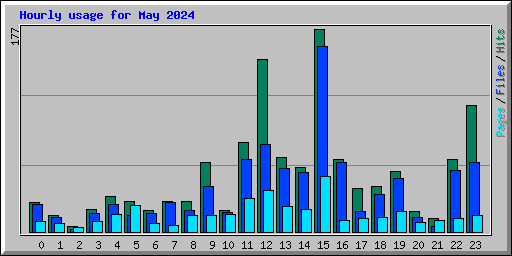 Hourly usage for May 2024
177
Pages / Files / Hits
0 1 2 3 4 5 6 7 8 9 10 11 12 13 14 15 16 17 18 19 20 21 22 23